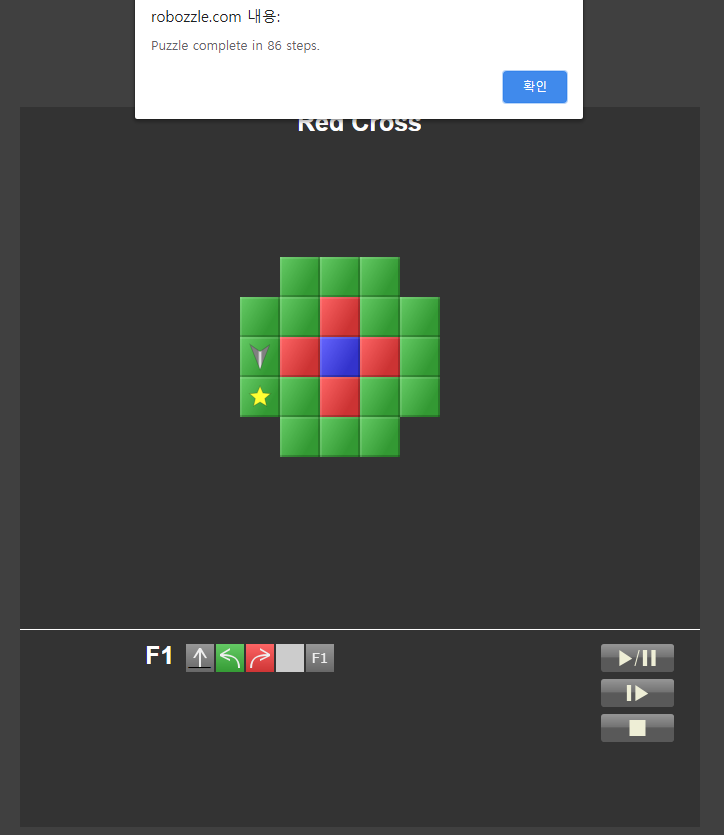 robozzle.com 내용:
Puzzle complete in 86 steps.
확인
Red Cross
F1
F1